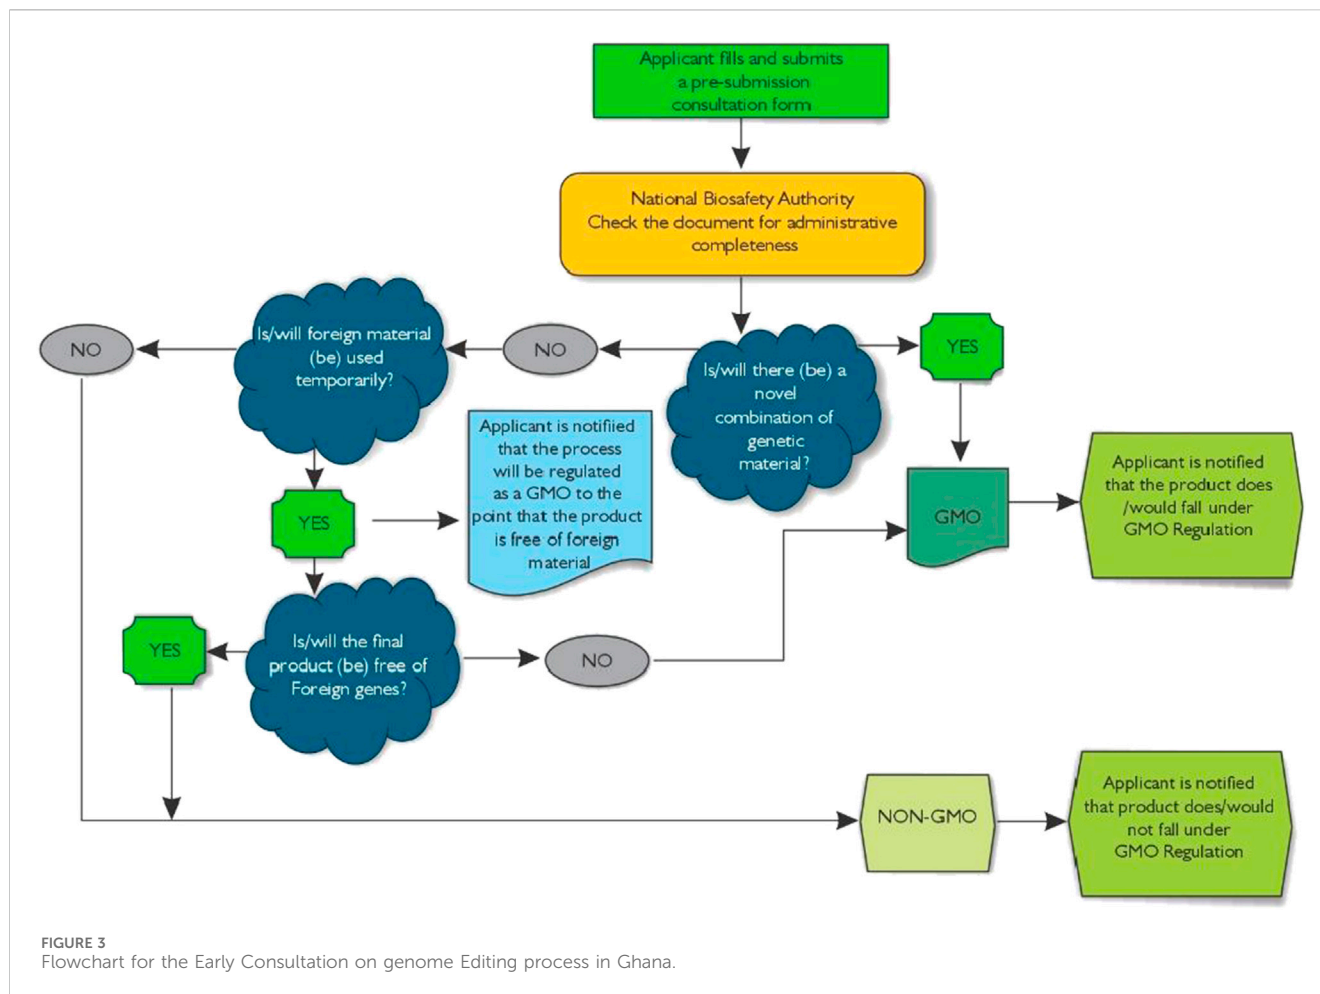 Applicant fills and submits
a pre-submission
consultation form
National Biosafety Authority
Check the document for administrative
completeness
Is/will there (be) a
novel
combination of
genetic
material?
YES
NO
Is/will foreign material
(be) used
temporarily?
NO
YES
Applicant is notifiied
that the process
will be regulated
as a GMO to the
point that the product
is free of foreign
material
GMO
Applicant is notified
that the product does
/would fall under
GMO Regulation
Is/will the final
product (be) free of
Foreign genes?
YES
NO
NON-GMO
Applicant is notified
that product does/would
not fall under
GMO Regulation
FIGURE 3
Flowchart for the Early Consultation on genome Editing process in Ghana.